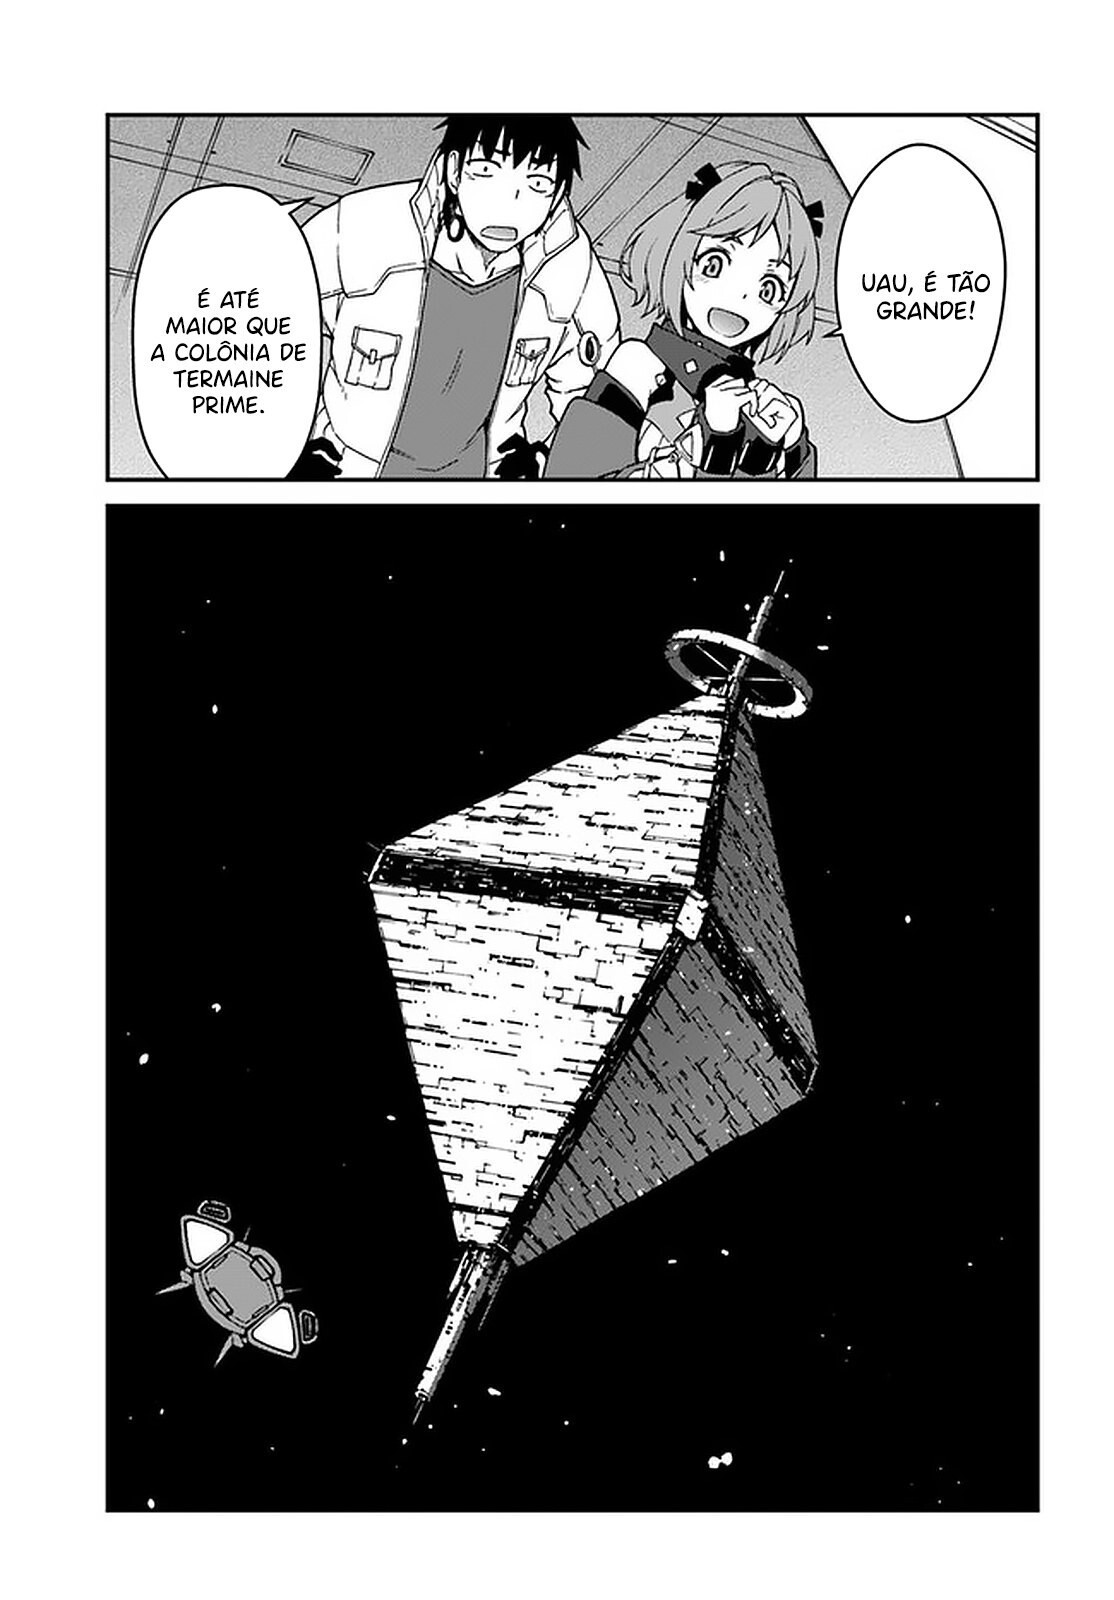 UAU, É TÃO
GRANDE!
É ATÉ
MAIOR QUE
A COLÔNIA DE
TERMAINE
PRIME.